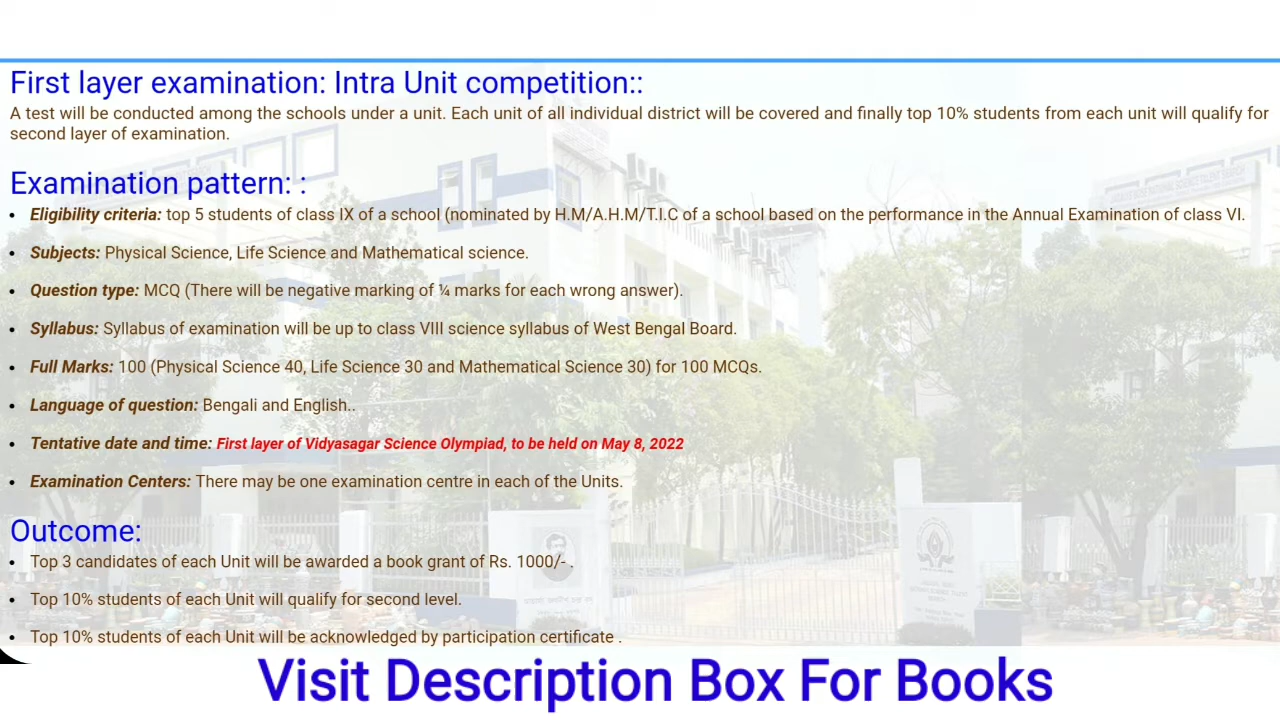 First layer examination: Intra Unit competition::
A test will be conducted among the schools under a unit. Each unit of all individual district will be covered and finally top 10% students from each unit will qualify for
second layer of examination.
Examination pattern: :
• Eligibility criteria: top 5 students of class IX of a school (nominated by H.M/A.H.M/T.I.C of a school based on the performance in the Annual Examination of class VI.
• Subjects: Physical Science, Life Science and Mathematical science.
• Question type: MCQ (There will be negative marking of ¼ marks for each wrong answer).
• Syllabus: Syllabus of examination will be up to class VIII science syllabus of West Bengal Board.
• Full Marks: 100 (Physical Science 40, Life Science 30 and Mathematical Science 30) for 100 MCQs.
• Language of question: Bengali and English..
• Tentative date and time: First layer of Vidyasagar Science Olympiad, to be held on May 8, 2022
• Examination Centers: There may be one examination centre in each of the Units.
Outcome:
• Top 3 candidates of each Unit will be awarded a book grant of Rs. 1000/- .
• Top 10% students of each Unit will qualify for second level.
• Top 10% students of each Unit will be acknowledged by participation certificate .
Visit Description Box For Books